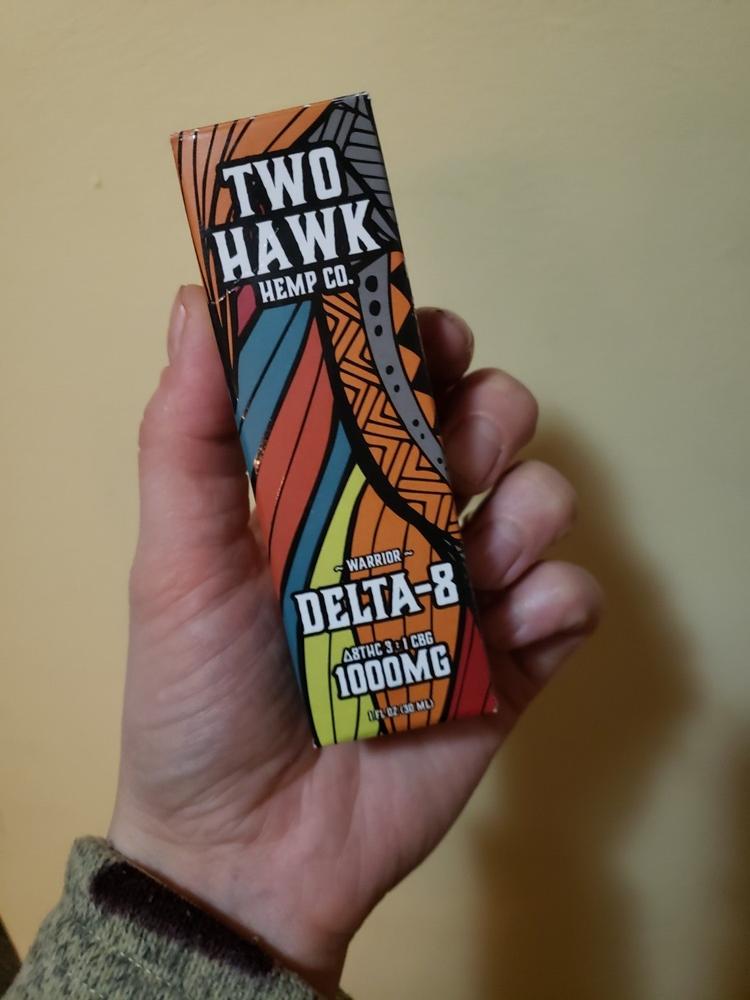 TWO
HAWK
HEMP CO.
~ WARRIOR ~
DELTA-8
Δ8THC 3:1 CBG
1000MG
1 FL OZ (30 ML)